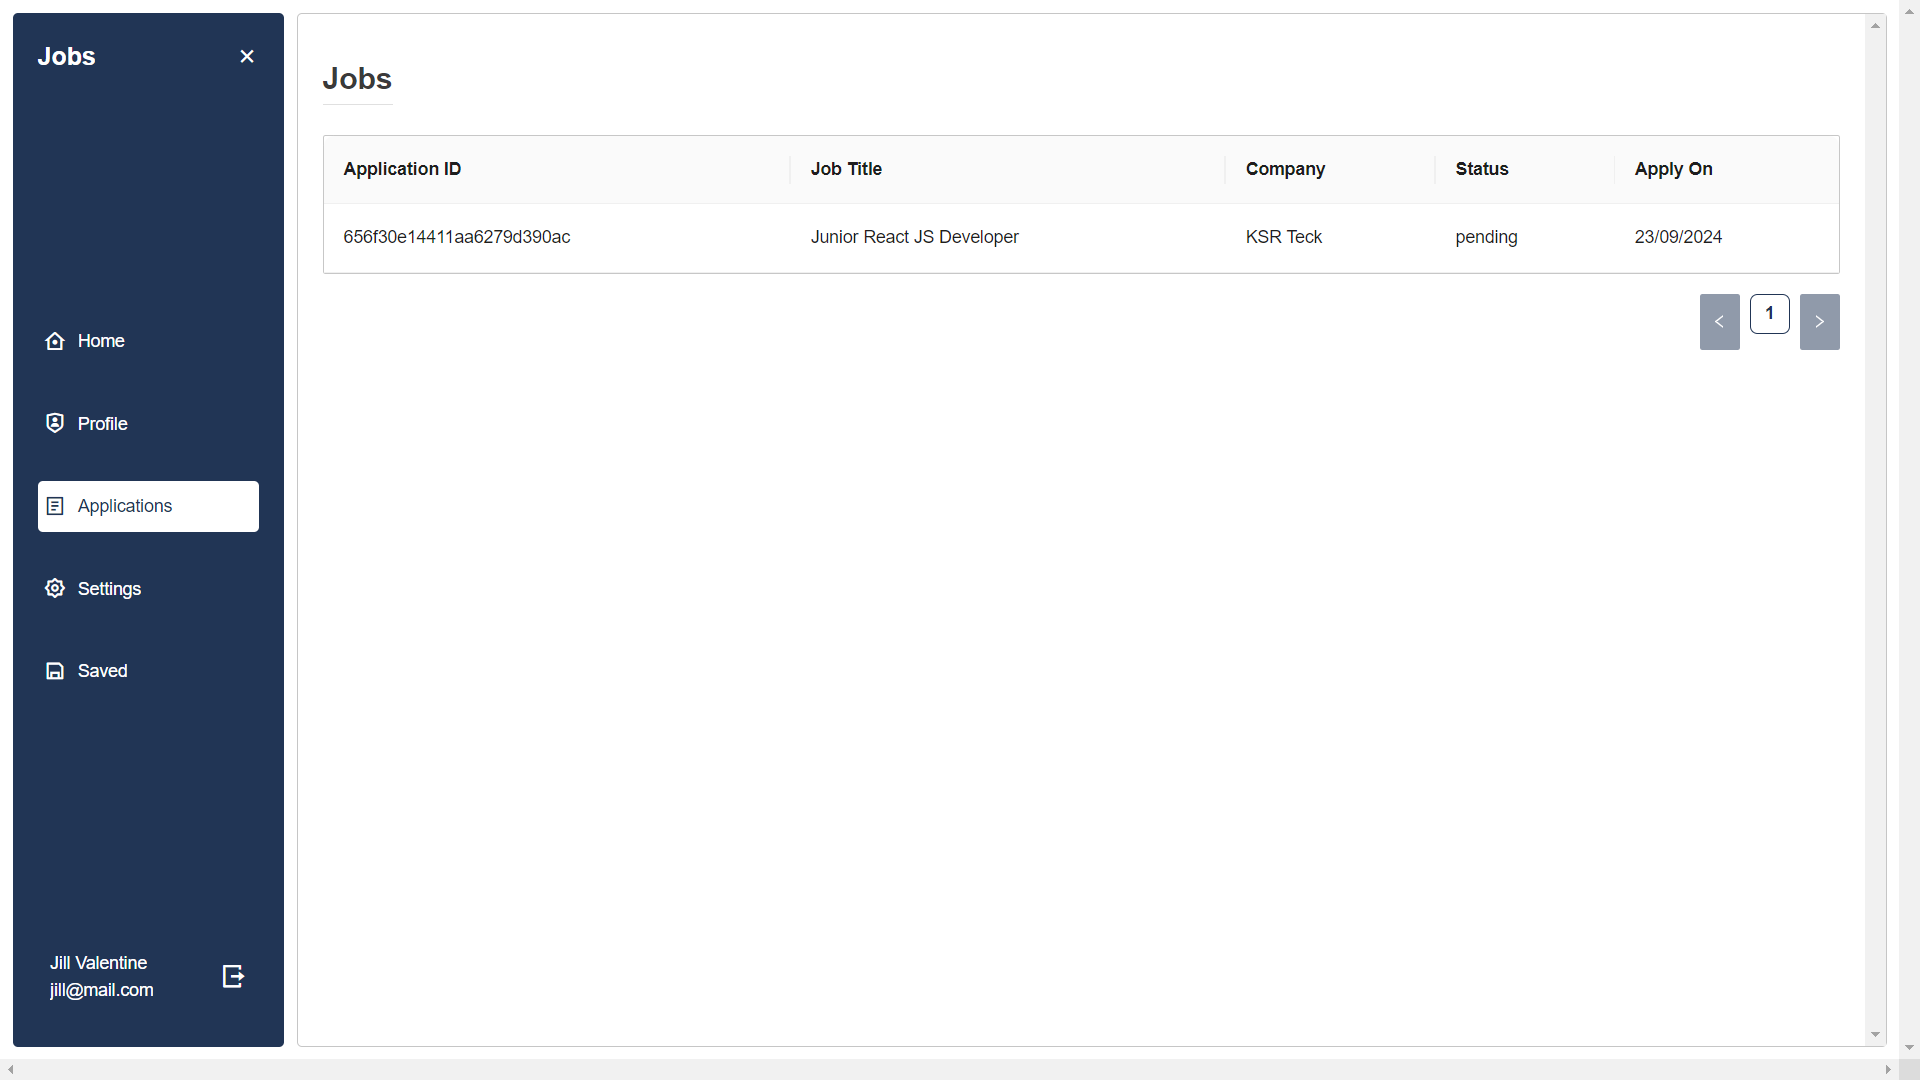 Jobs
Home
Profile
Applications
Settings
Saved
Jill Valentine
jill@mail.com
Jobs
Application ID Job Title Company Status Apply On
656f30e14411aa6279d390ac Junior React JS Developer KSR Teck pending 23/09/2024
< 1 >